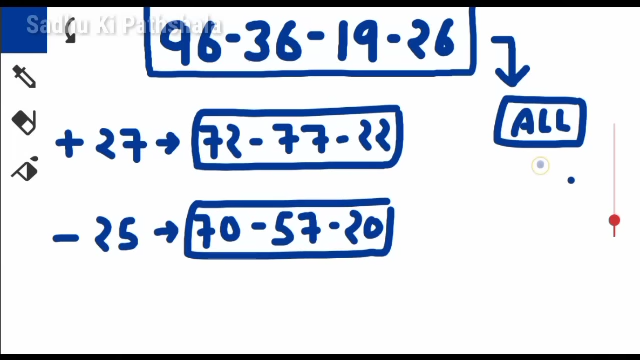 Sadhu Ki Pathshala
96-36-19-26
ALL
+ 27 → 72-77-22
- 25 → 70-57-20